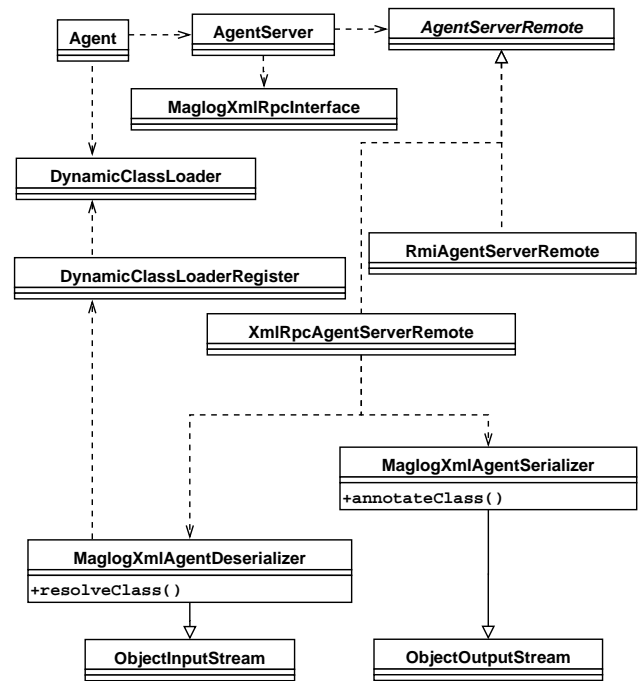 Agent
AgentServer
AgentServerRemote
MaglogXmlRpcInterface
DynamicClassLoader
RmiAgentServerRemote
DynamicClassLoaderRegister
XmlRpcAgentServerRemote
MaglogXmlAgentSerializer
+annotateClass()
MaglogXmlAgentDeserializer
+resolveClass()
ObjectInputStream
ObjectOutputStream